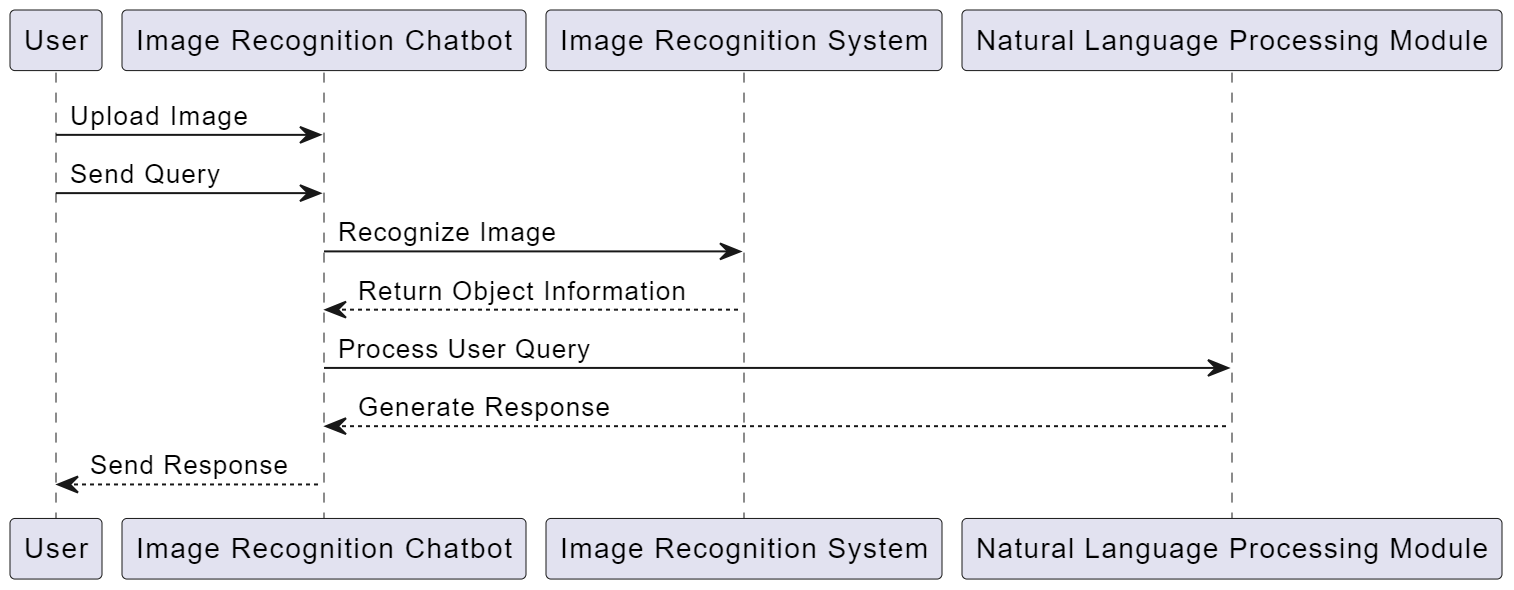 User
Image Recognition Chatbot
Image Recognition System
Natural Language Processing Module
Upload Image
Send Query
Recognize Image
Return Object Information
Process User Query
Generate Response
Send Response
User
Image Recognition Chatbot
Image Recognition System
Natural Language Processing Module